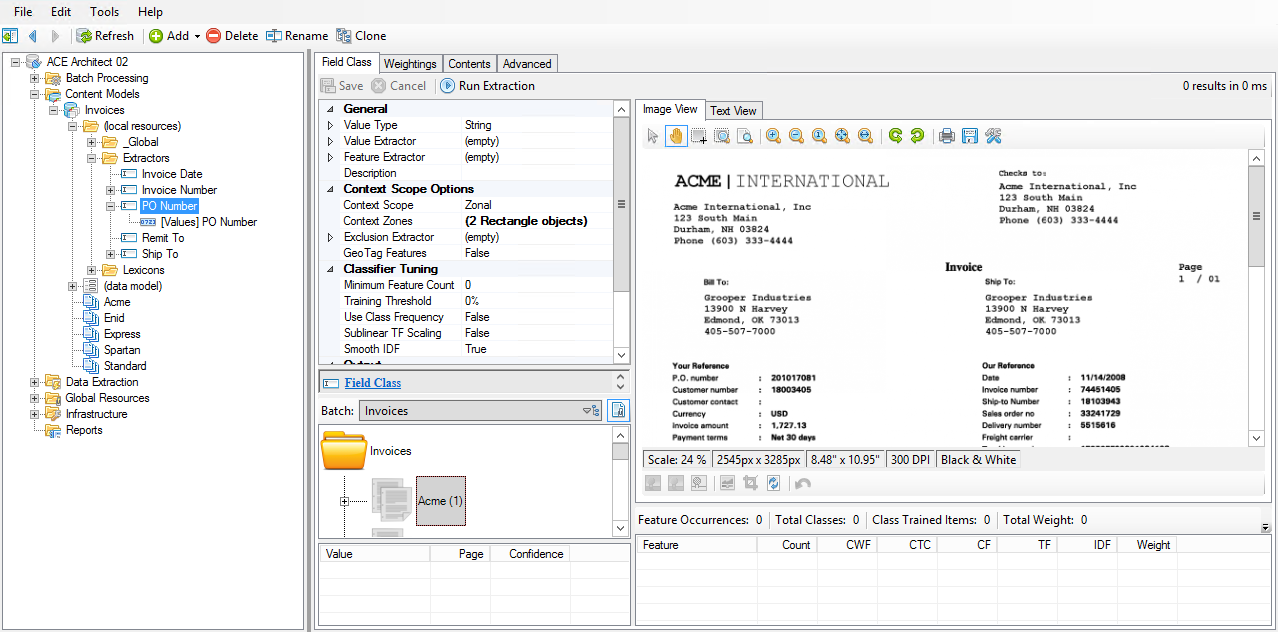 File Edit Tools Help
Refresh Add Delete Rename Clone
ACE Architect 02
Batch Processing
Content Models
Invoices
(local resources)
_Global
Extractors
Invoice Date
Invoice Number
PO Number
[Values] PO Number
Remit To
Ship To
Lexicons
(data model)
Acme
Enid
Express
Spartan
Standard
Data Extraction
Global Resources
Infrastructure
Reports
Field Class Weightings Contents Advanced
Save Cancel Run Extraction 0 results in 0 ms
General
Value Type String
Value Extractor (empty)
Feature Extractor (empty)
Description
Context Scope Options
Context Scope Zonal
Context Zones (2 Rectangle objects)
Exclusion Extractor (empty)
GeoTag Features False
Classifier Tuning
Minimum Feature Count 0
Training Threshold 0%
Use Class Frequency False
Sublinear TF Scaling False
Smooth IDF True
Output
Field Class
Batch: Invoices
Invoices
Acme (1)
Value Page Confidence
Image View Text View
ACME | INTERNATIONAL
Acme International, Inc
123 South Main
Durham, NH 03824
Phone (603) 333-4444
Checks to:
Acme International, Inc
123 South Main
Durham, NH 03824
Phone (603) 333-4444
Invoice
Page
1 / 01
Bill To:
Grooper Industries
13900 N Harvey
Edmond, OK 73013
405-507-7000
Ship To:
Grooper Industries
13900 N Harvey
Edmond, OK 73013
405-507-7000
Your Reference
P.O. number : 201017081
Customer number : 18003405
Customer contact :
Currency : USD
Invoice amount : 1,727.13
Payment terms : Net 30 days
Our Reference
Date : 11/14/2008
Invoice number : 74451405
Ship-to Number : 18103943
Sales order no : 33241729
Delivery number : 5515616
Freight carrier :
Scale: 24 % 2545px x 3285px 8.48" x 10.95" 300 DPI Black & White
Feature Occurrences: 0 Total Classes: 0 Class Trained Items: 0 Total Weight: 0
Feature Count CWF CTC CF TF IDF Weight